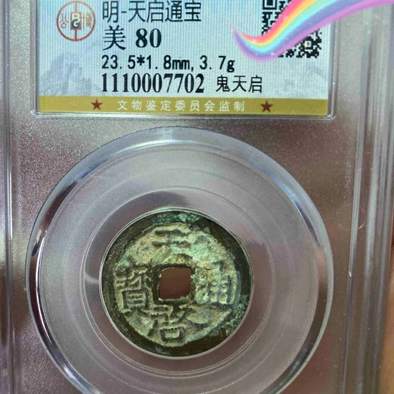 明-天启通宝
美 80
23.5*1.8mm, 3.7g
1110007702 鬼天启
★ 文物鉴定委员会监制 ★
天啓通寳